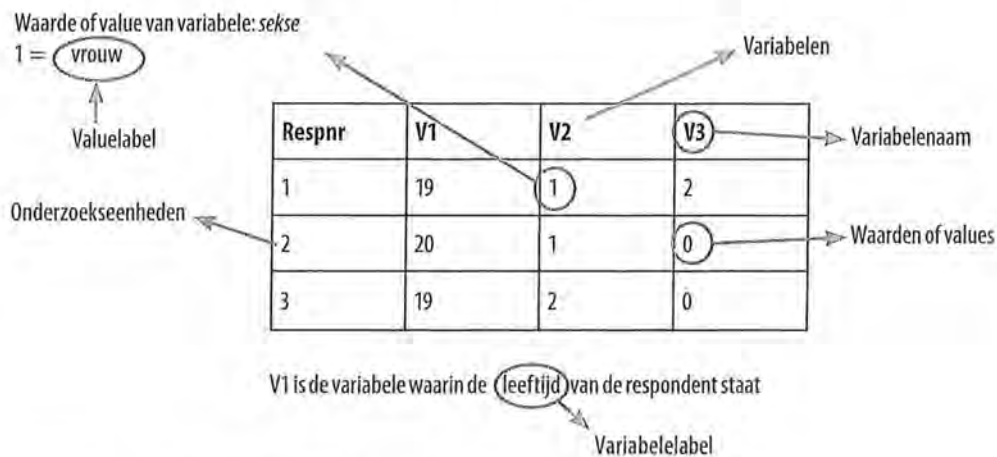 Waarde of value van variabele: sekse
1 = vrouw
Valuelabel
Variabelen
Respnr V1 V2 V3
Variabelenaam
1 19 1 2
Onderzoekseenheden
2 20 1 0
Waarden of values
3 19 2 0
V1 is de variabele waarin de leeftijd van de respondent staat
Variabelelabel